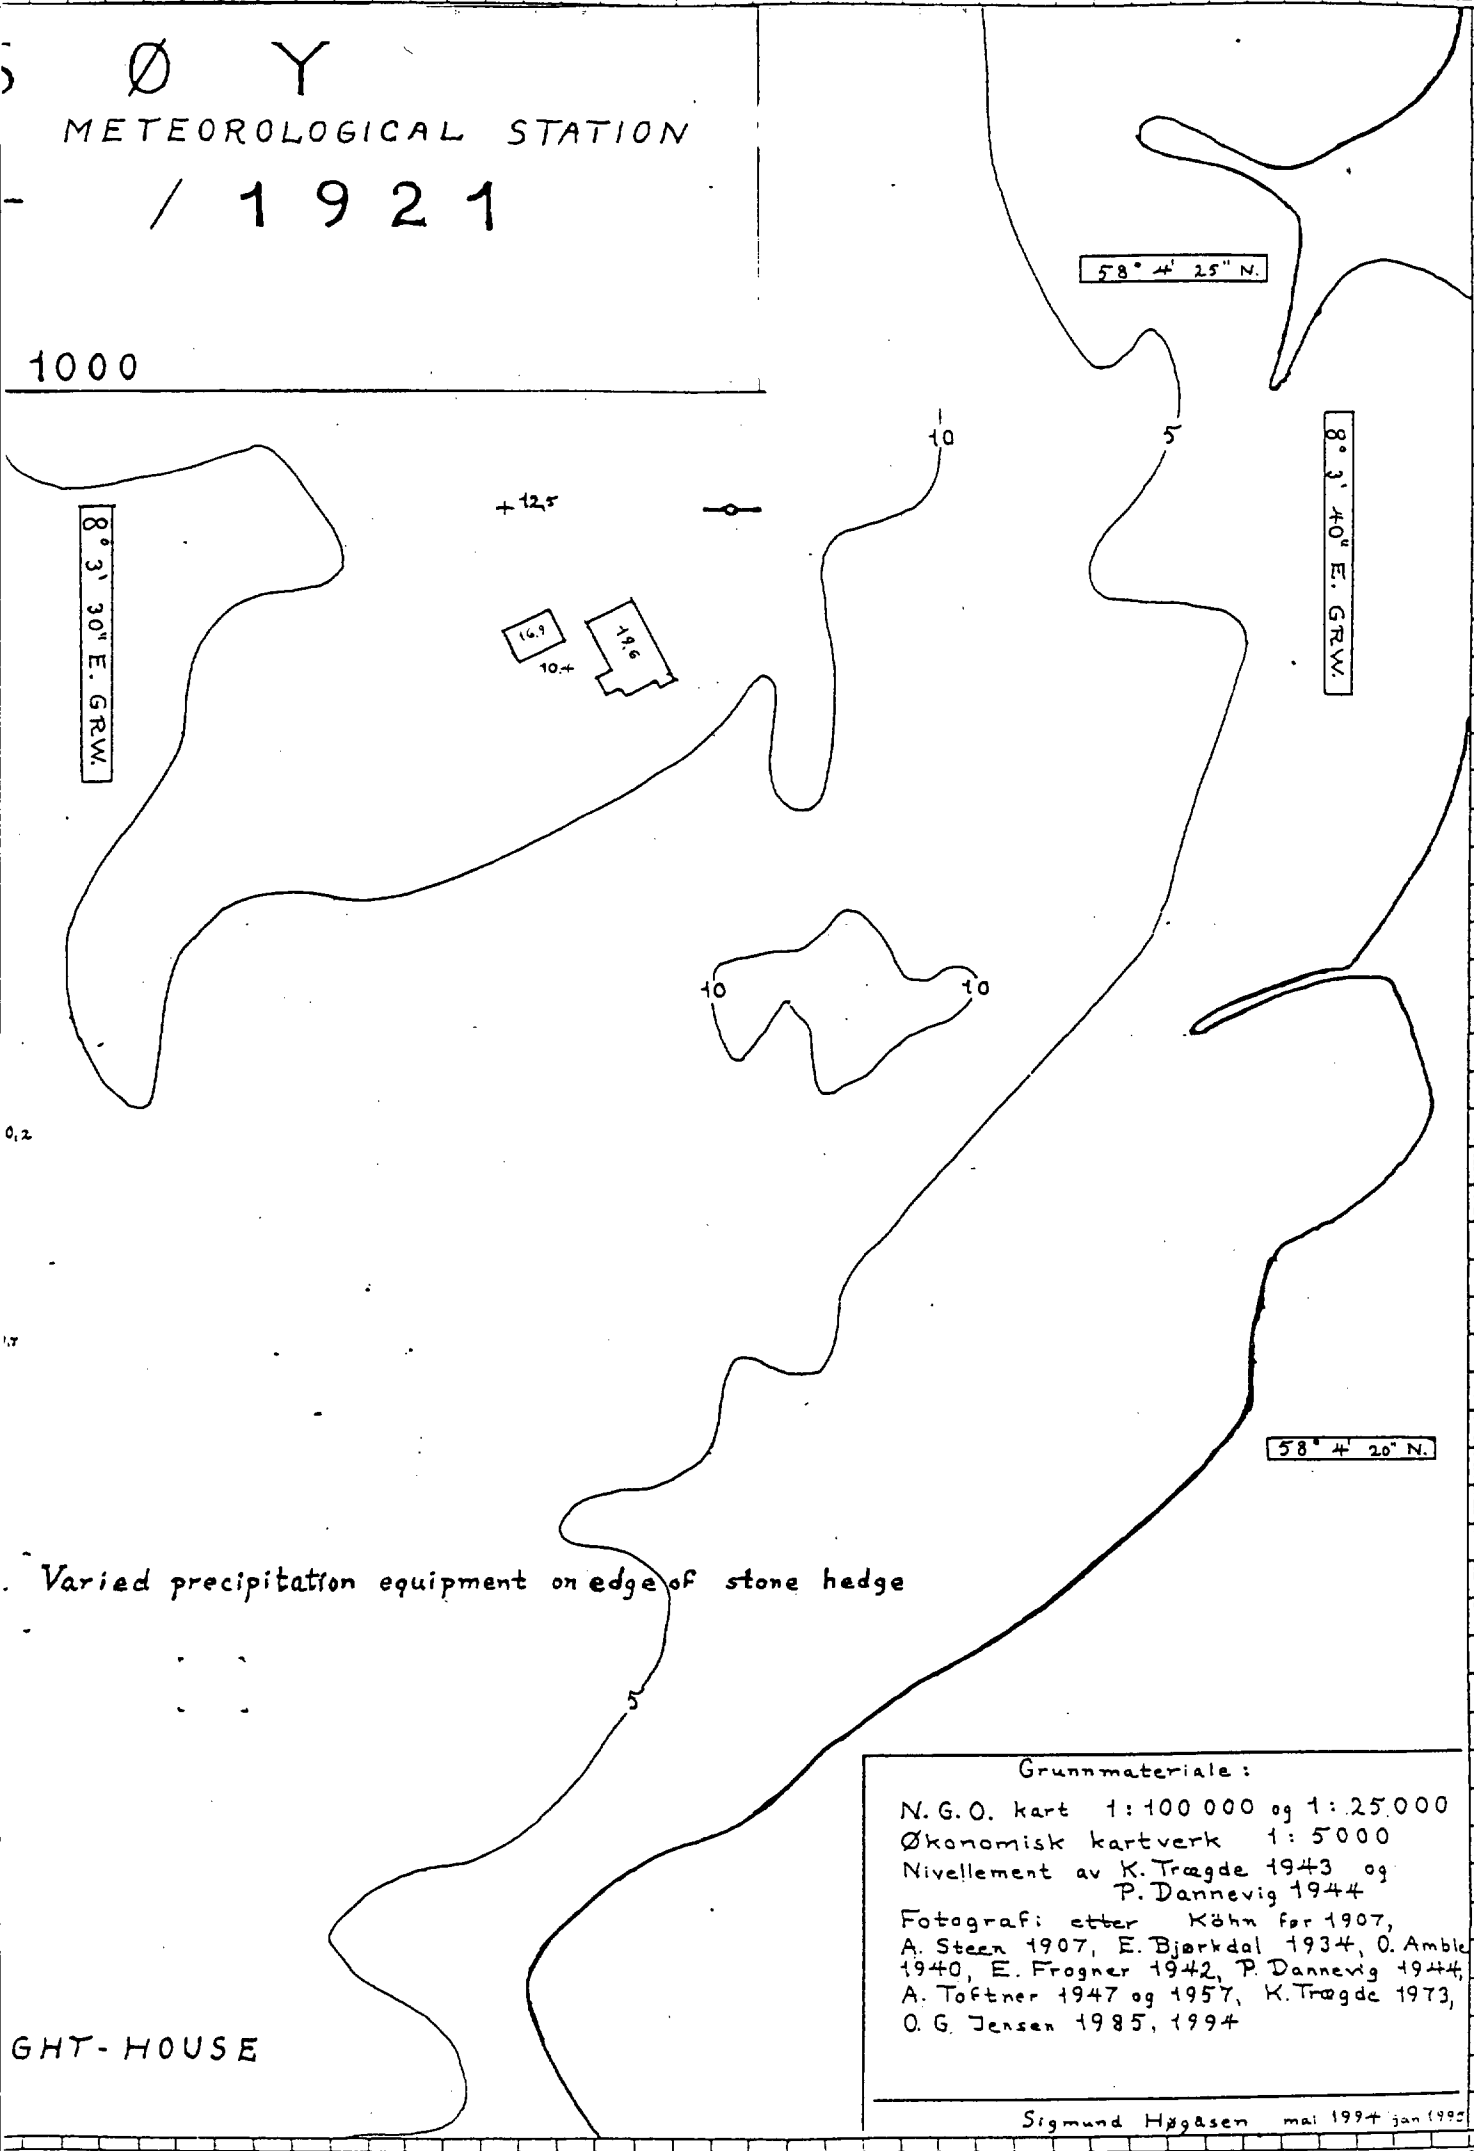 Ø Y
METEOROLOGICAL STATION
- / 1921
1000
58° 4' 25" N.
10
5
8° 3' 40" E. GRW.
+ 12,5
8° 3' 30" E. GRW.
16.9
19.6
10.+
10
10
0,2
58° 4' 20" N.
. Varied precipitation equipment on edge of stone hedge
5
Grunnmateriale :
N. G. O. kart 1: 100 000 og 1: 25 000
Økonomisk kartverk 1: 5000
Nivellement av K. Trægde 1943 og
P. Dannevig 1944
Fotografi etter Köhn før 1907,
A. Steen 1907, E. Bjørkdal 1934, O. Amble
1940, E. Frogner 1942, P. Dannevig 1944,
A. Toftner 1947 og 1957, K. Trægde 1973,
O. G. Jensen 1985, 1994
GHT-HOUSE
Sigmund Høgåsen mai 1994 jan 1995